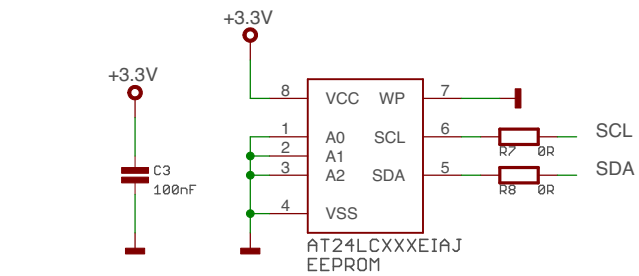 +3.3V
+3.3V
8 VCC WP 7
1 A0 SCL 6 SCL
R7 0R
2 A1
3 A2 SDA 5 SDA
R8 0R
4 VSS
C3
100nF
AT24LCXXXEIAJ
EEPROM